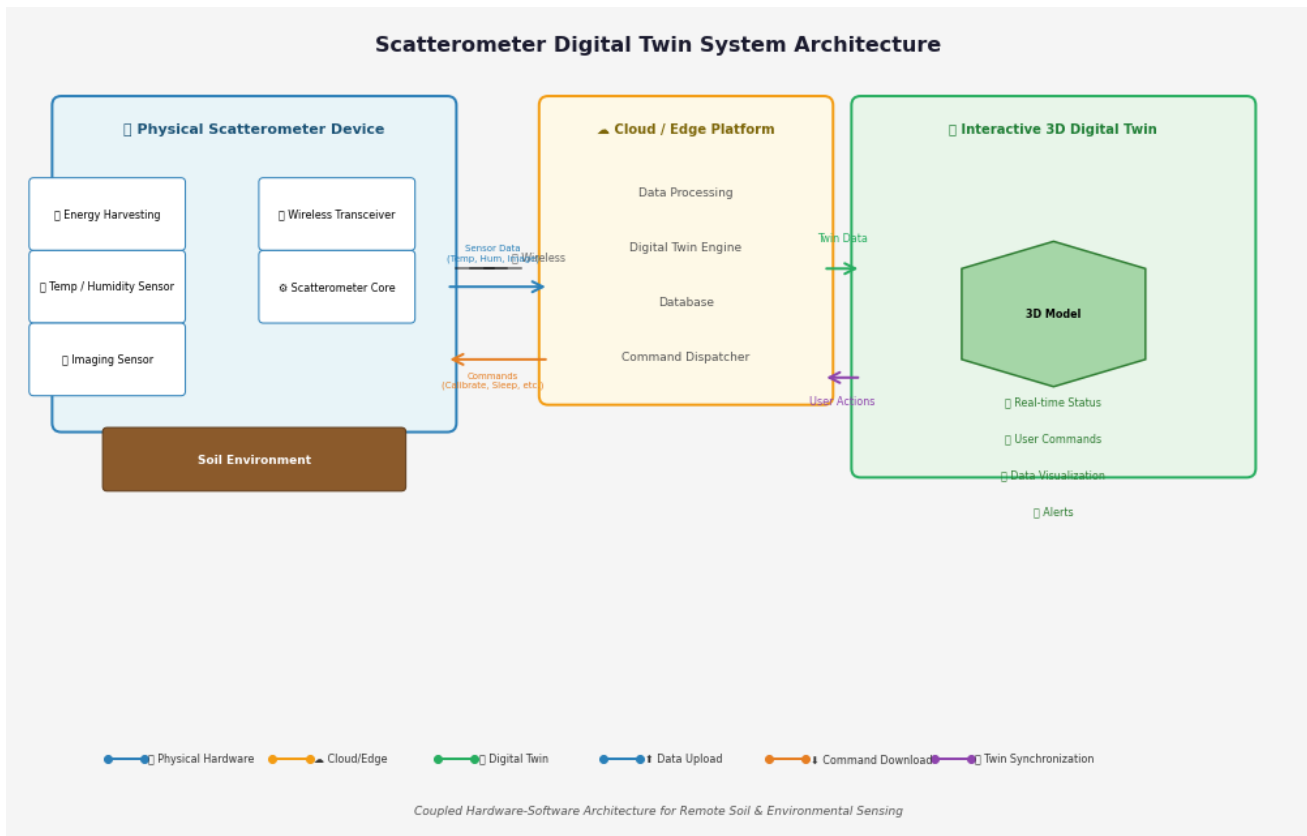 Scatterometer Digital Twin System Architecture
Physical Scatterometer Device
Energy Harvesting
Wireless Transceiver
Temp / Humidity Sensor
⚙ Scatterometer Core
Imaging Sensor
Soil Environment
Sensor Data
(Temp, Hum, Image)
Wireless
Commands
(Calibrate, Sleep, etc.)
☁ Cloud / Edge Platform
Data Processing
Digital Twin Engine
Database
Command Dispatcher
Twin Data
User Actions
Interactive 3D Digital Twin
3D Model
Real-time Status
User Commands
Data Visualization
Alerts
Physical Hardware
☁ Cloud/Edge
Digital Twin
⬆ Data Upload
⬇ Command Download
Twin Synchronization
Coupled Hardware-Software Architecture for Remote Soil & Environmental Sensing